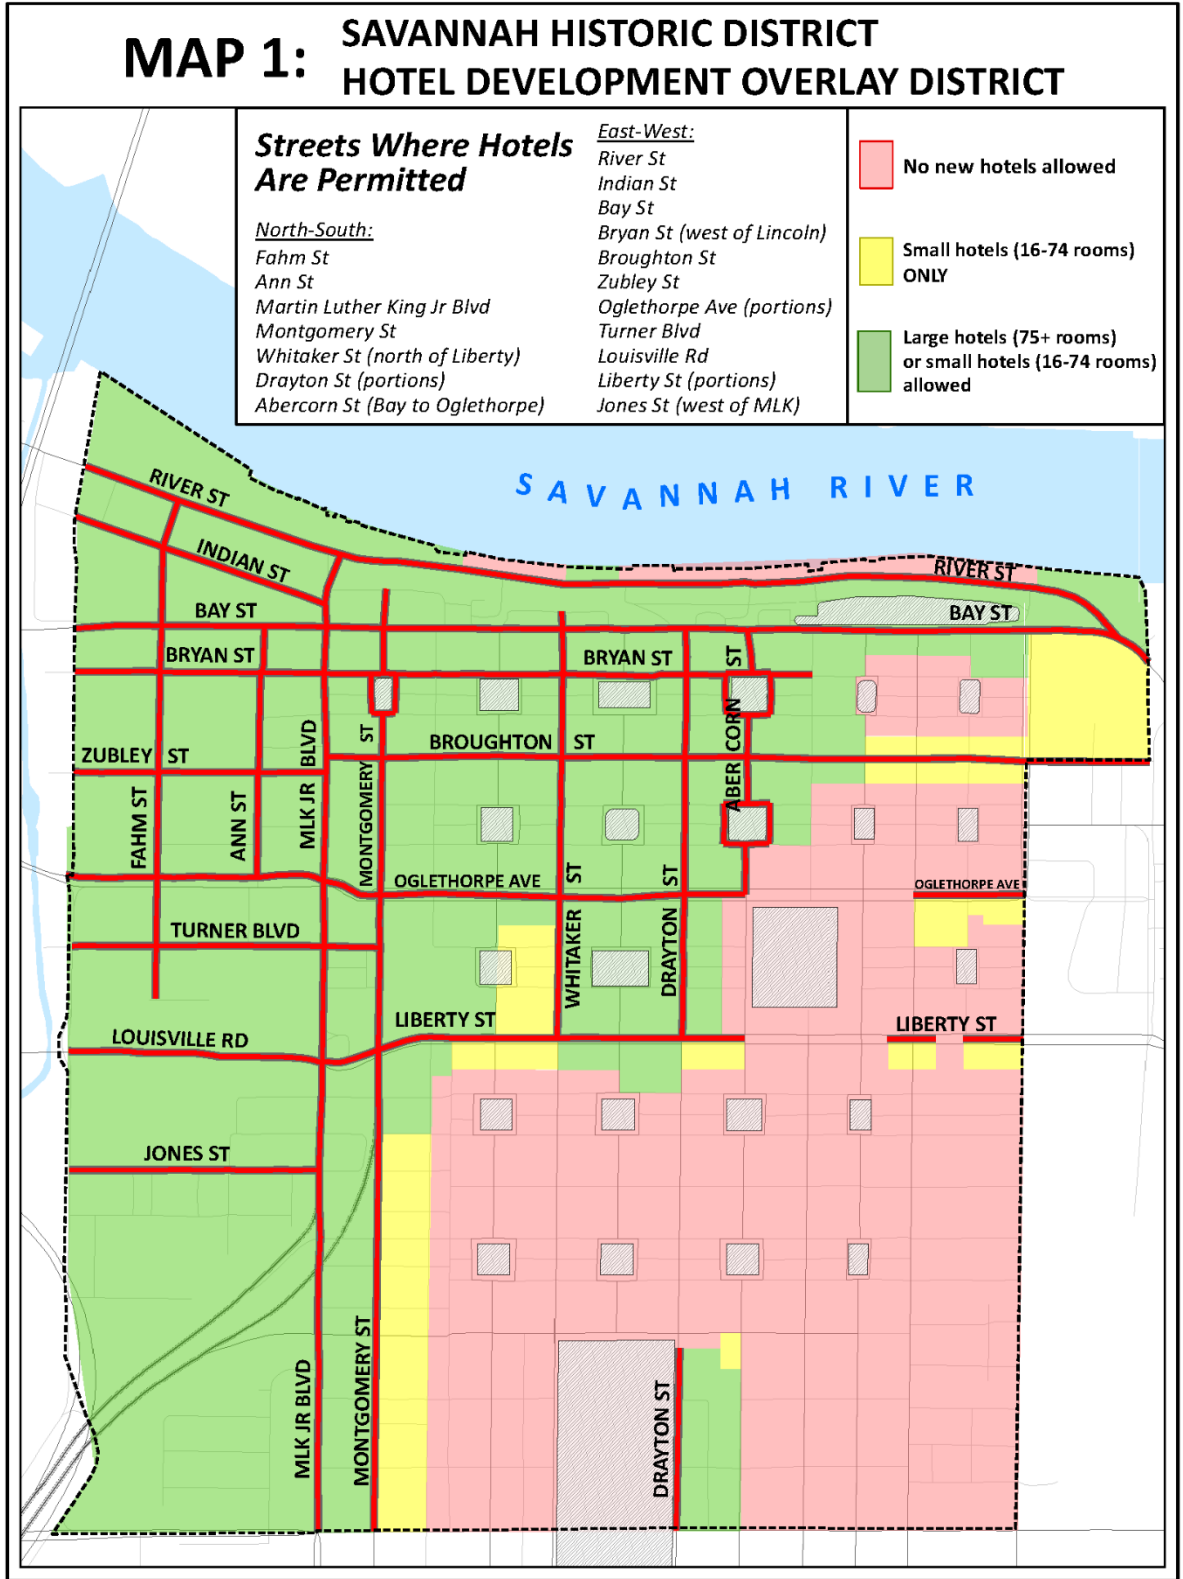 MAP 1:
SAVANNAH HISTORIC DISTRICT
HOTEL DEVELOPMENT OVERLAY DISTRICT
Streets Where Hotels
Are Permitted
North-South:
Fahm St
Ann St
Martin Luther King Jr Blvd
Montgomery St
Whitaker St (north of Liberty)
Drayton St (portions)
Abercorn St (Bay to Oglethorpe)
East-West:
River St
Indian St
Bay St
Bryan St (west of Lincoln)
Broughton St
Zubley St
Oglethorpe Ave (portions)
Turner Blvd
Louisville Rd
Liberty St (portions)
Jones St (west of MLK)
No new hotels allowed
Small hotels (16-74 rooms)
ONLY
Large hotels (75+ rooms)
or small hotels (16-74 rooms)
allowed
SAVANNAH RIVER
RIVER ST
INDIAN ST
RIVER ST
BAY ST
BAY ST
BRYAN ST
BRYAN ST
ZUBLEY ST
BROUGHTON ST
FAHM ST
ANN ST
MLK JR BLVD
MONTGOMERY ST
ABERCORN ST
OGLETHORPE AVE
OGLETHORPE AVE
TURNER BLVD
WHITAKER ST
DRAYTON ST
LIBERTY ST
LIBERTY ST
LOUISVILLE RD
JONES ST
MLK JR BLVD
MONTGOMERY ST
DRAYTON ST